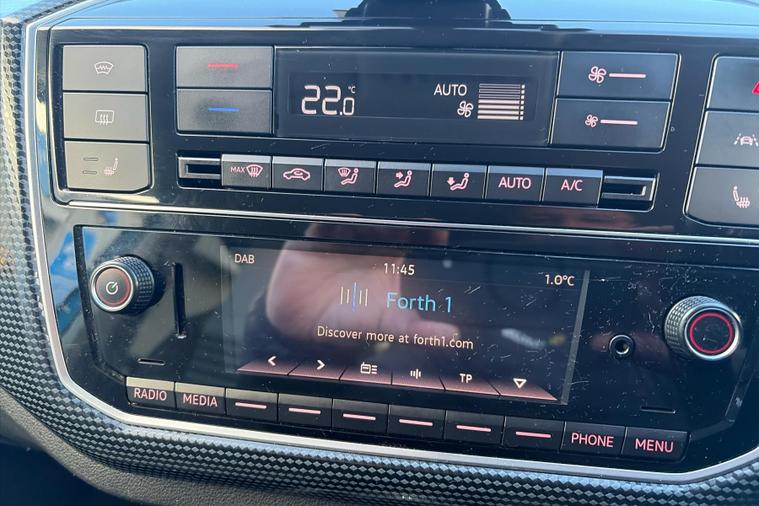 22.0 °C
AUTO
MAX
AUTO
A/C
DAB
11:45
1.0°C
Forth 1
Discover more at forth1.com
< > TP
RADIO
MEDIA
PHONE
MENU